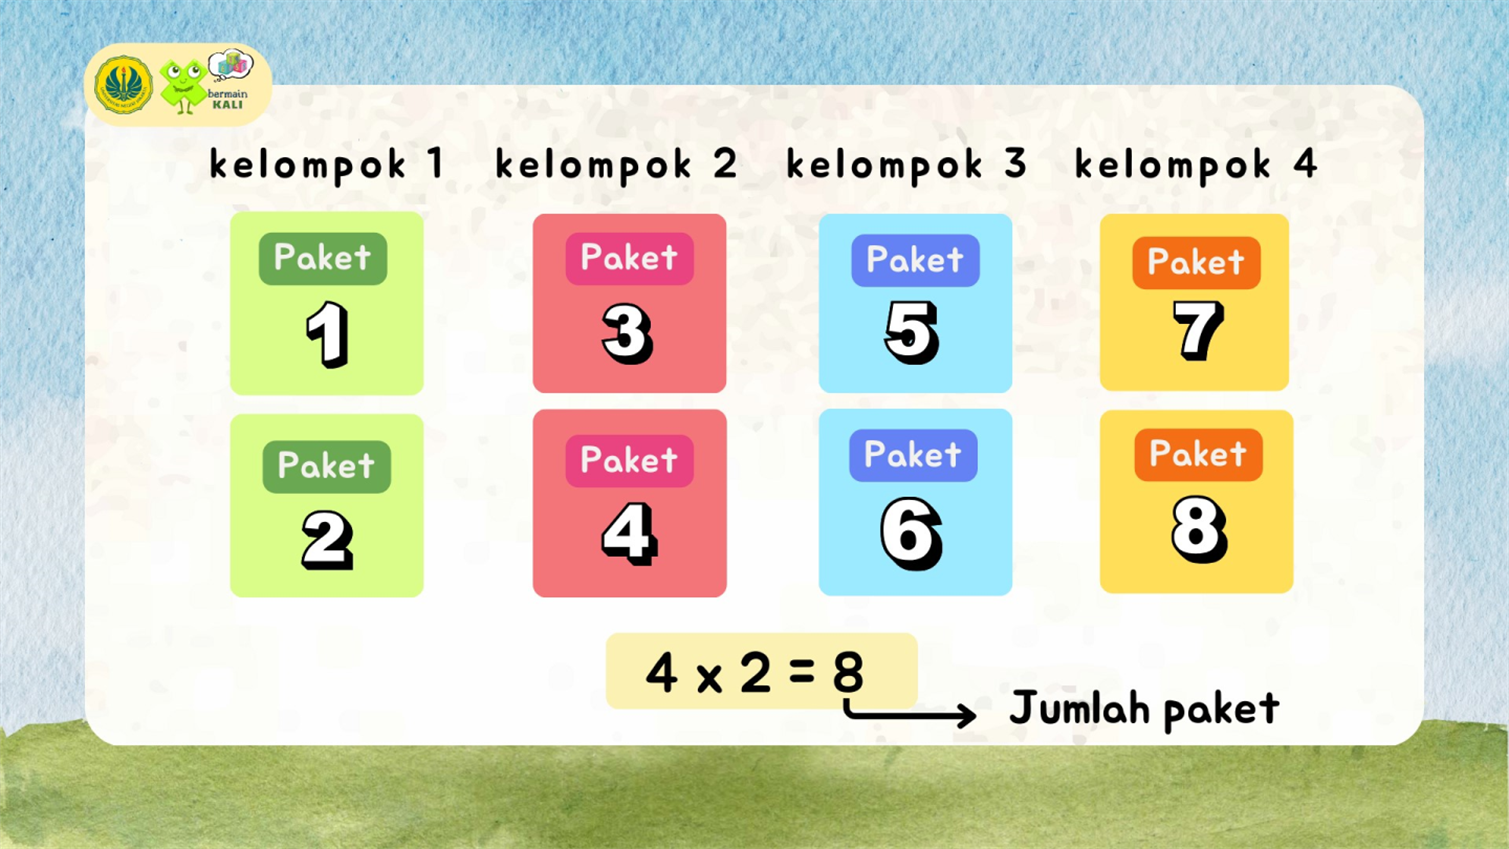 bermain
KALI
kelompok 1 kelompok 2 kelompok 3 kelompok 4
Paket Paket Paket Paket
1 3 5 7
Paket Paket Paket Paket
2 4 6 8
4 x 2 = 8
Jumlah paket